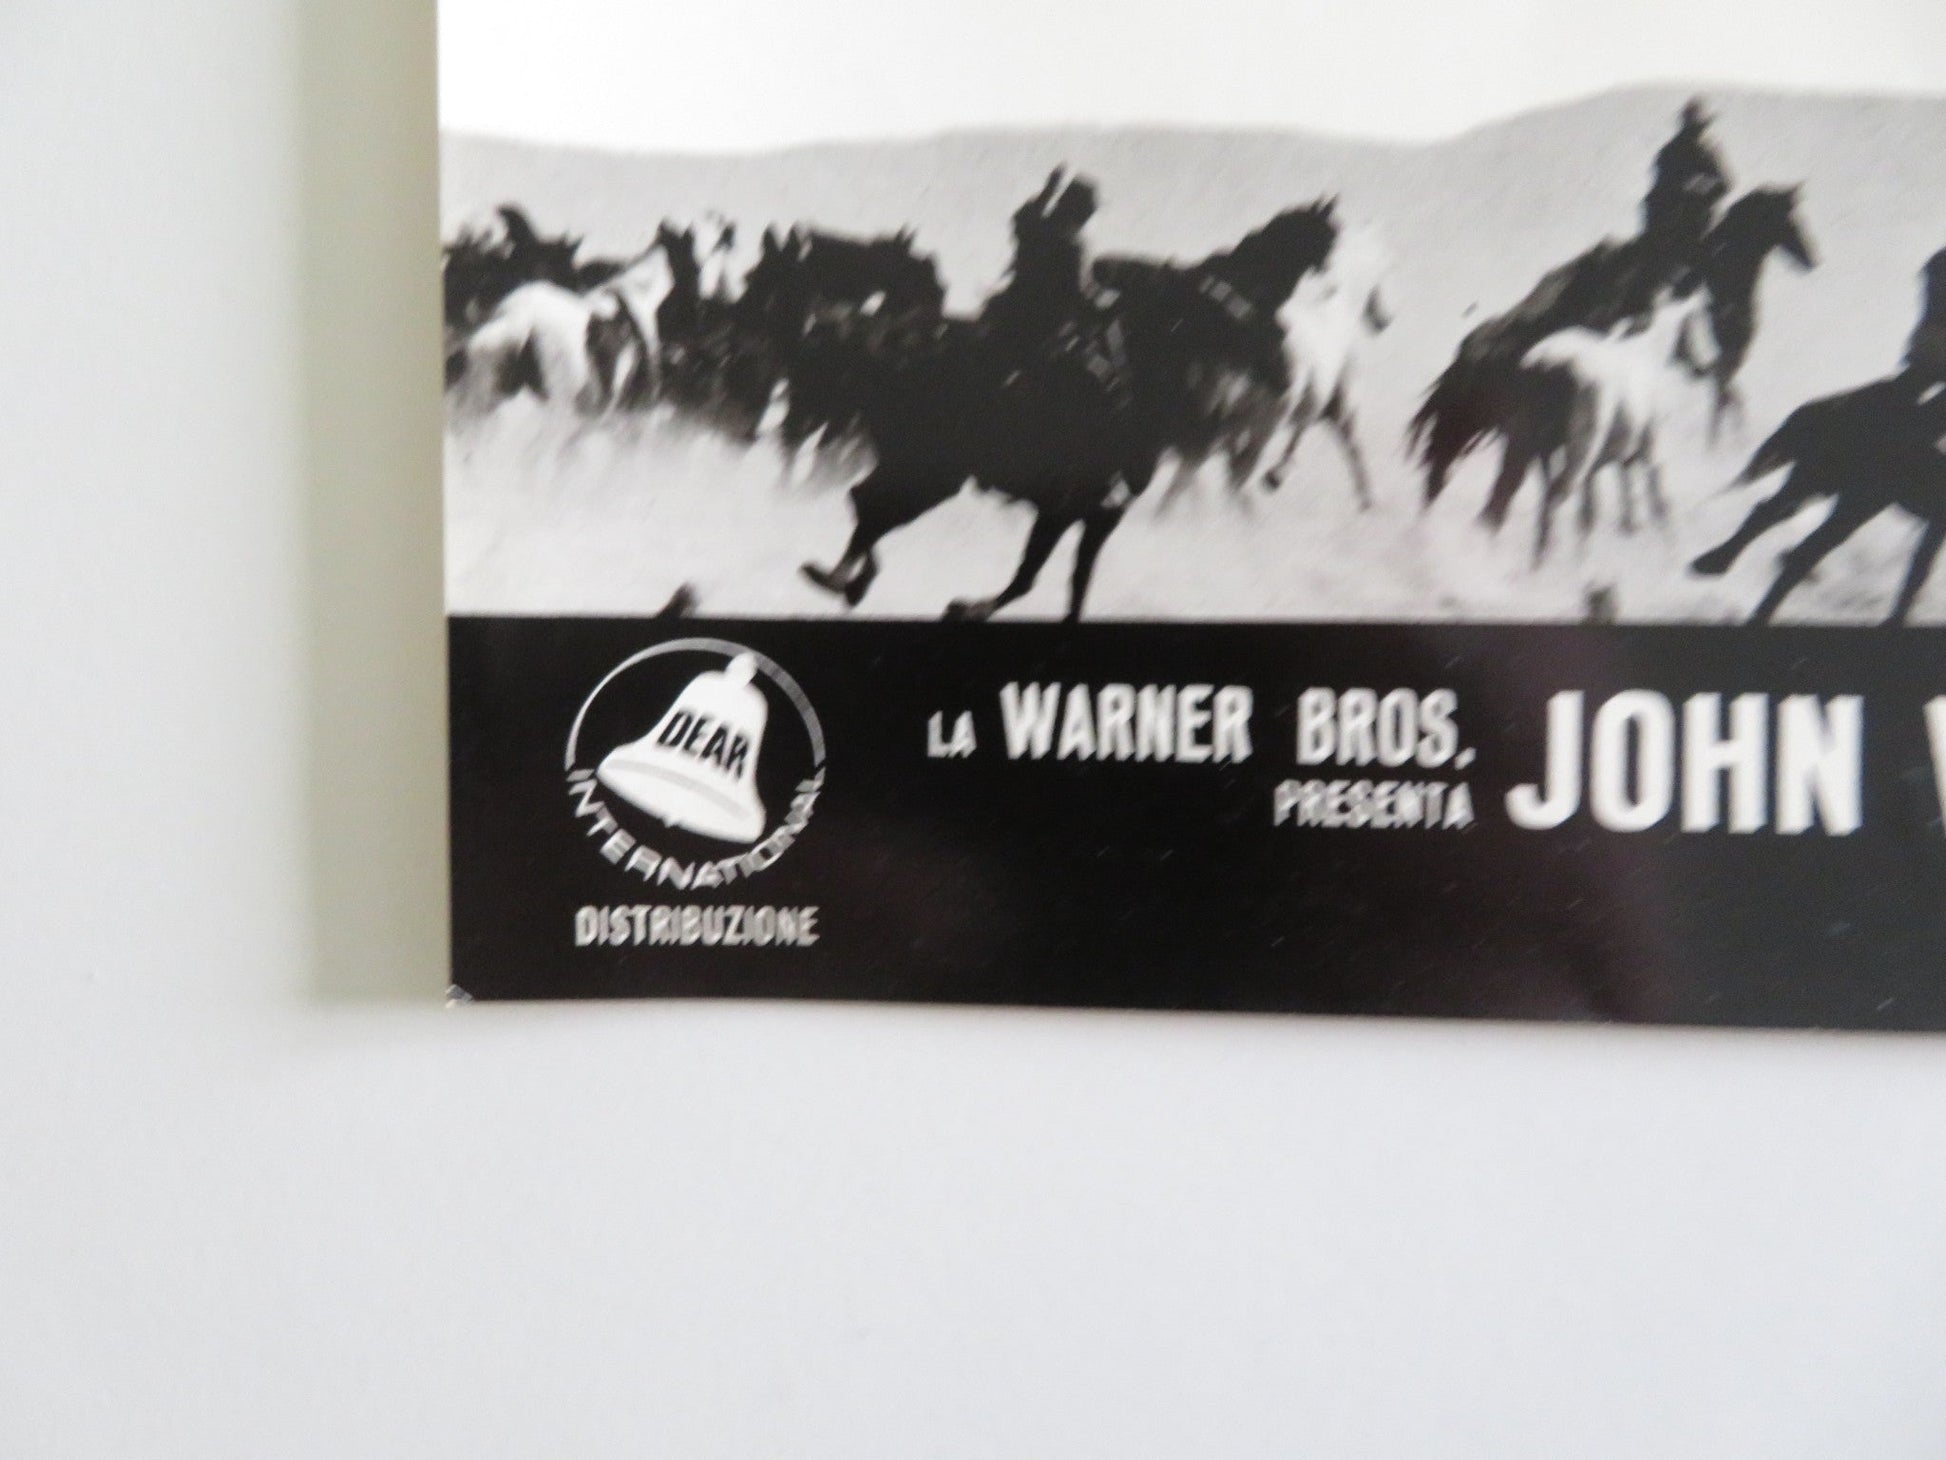 DEAR
INTERNATIONAL
DISTRIBUZIONE
LA WARNER BROS.
PRESENTA
JOHN